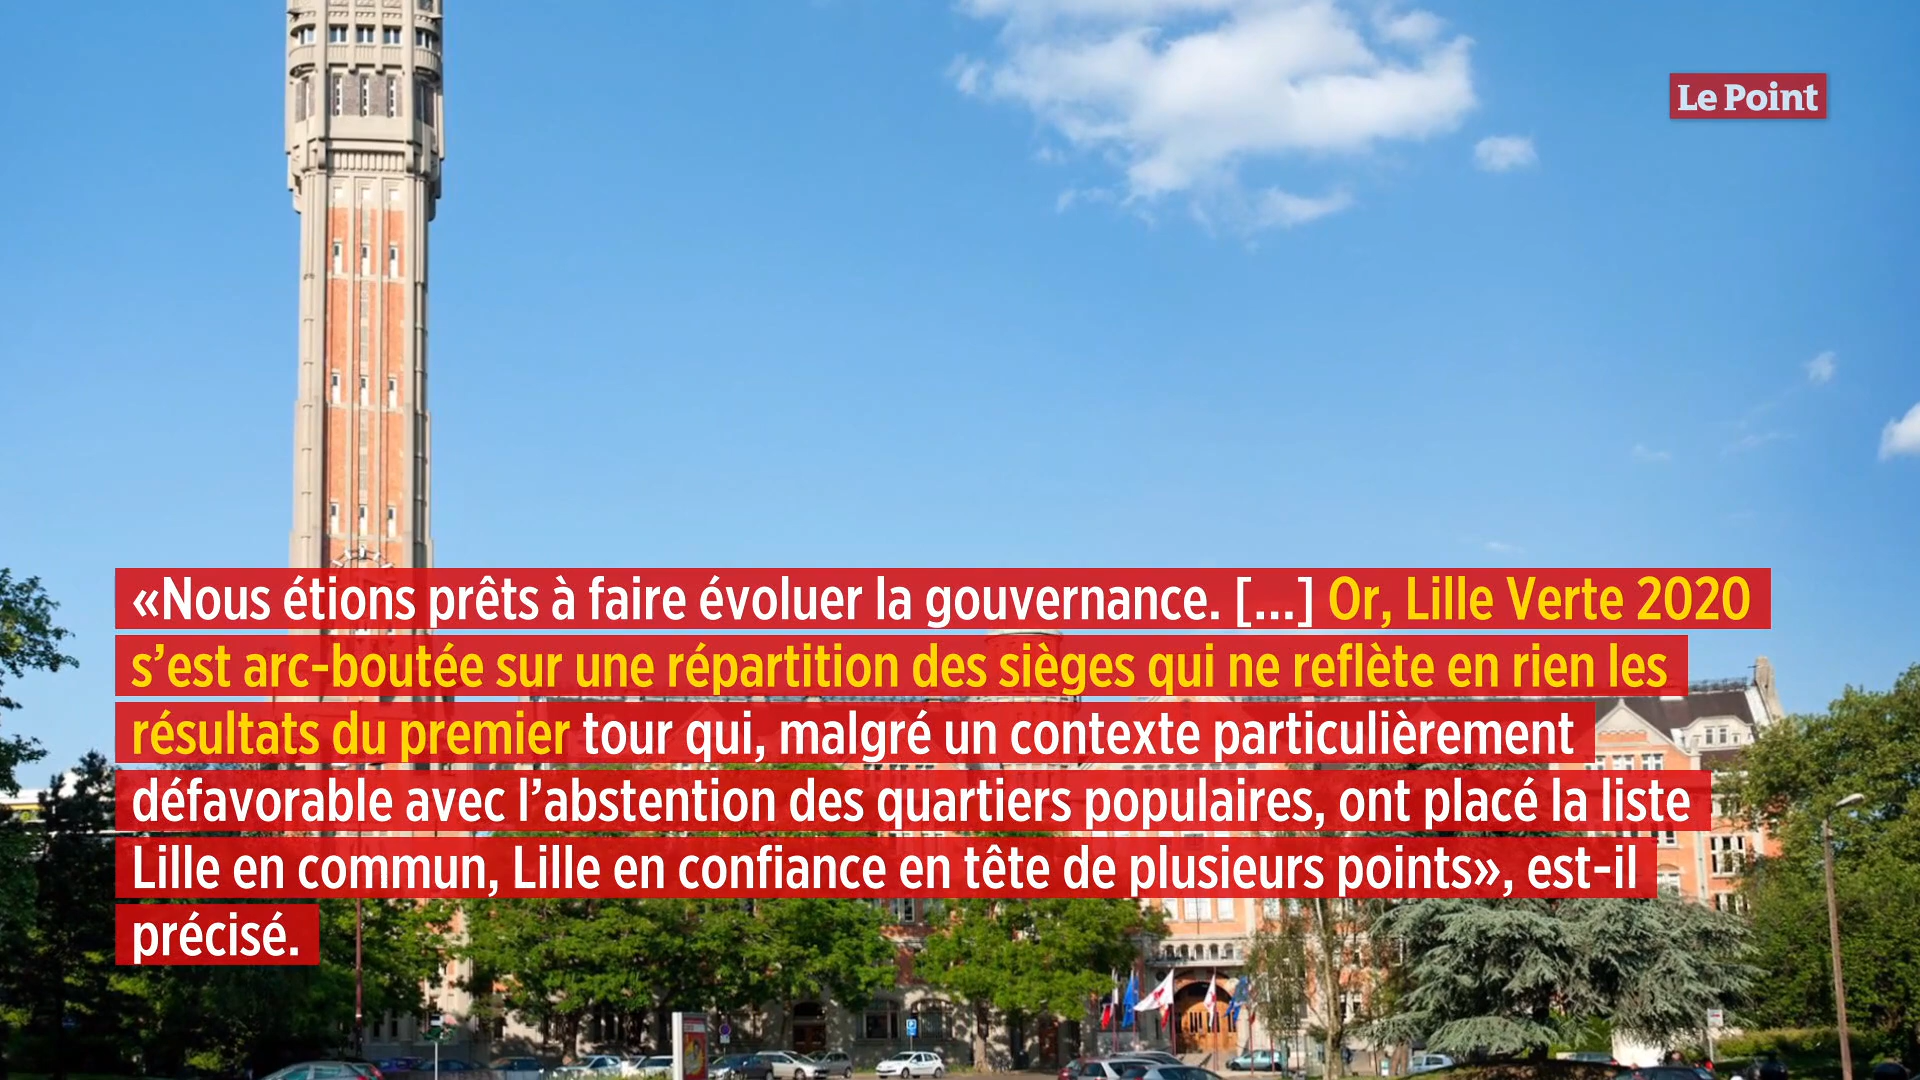 Le Point
«Nous étions prêts à faire évoluer la gouvernance. [...] Or, Lille Verte 2020
s’est arc-boutée sur une répartition des sièges qui ne reflète en rien les
résultats du premier tour qui, malgré un contexte particulièrement
défavorable avec l’abstention des quartiers populaires, ont placé la liste
Lille en commun, Lille en confiance en tête de plusieurs points», est-il
précisé.